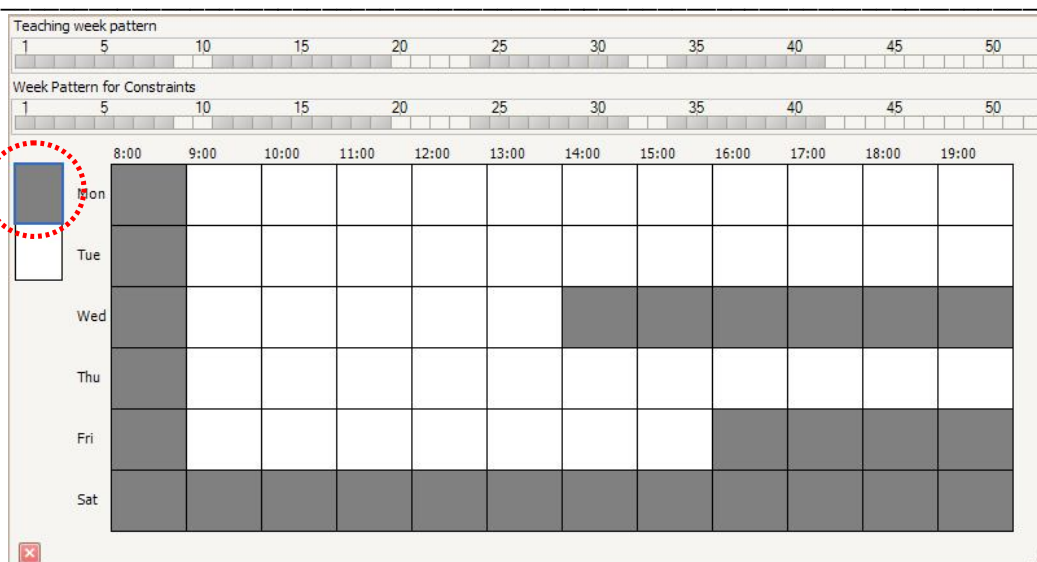 Teaching week pattern
1 5 10 15 20 25 30 35 40 45 50
Week Pattern for Constraints
1 5 10 15 20 25 30 35 40 45 50
8:00 9:00 10:00 11:00 12:00 13:00 14:00 15:00 16:00 17:00 18:00 19:00
Mon
Tue
Wed
Thu
Fri
Sat